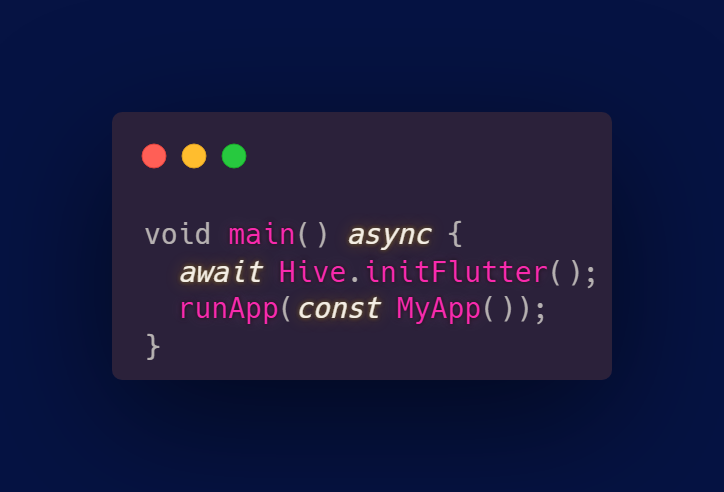 void main() async {
  await Hive.initFlutter();
  runApp(const MyApp());
}